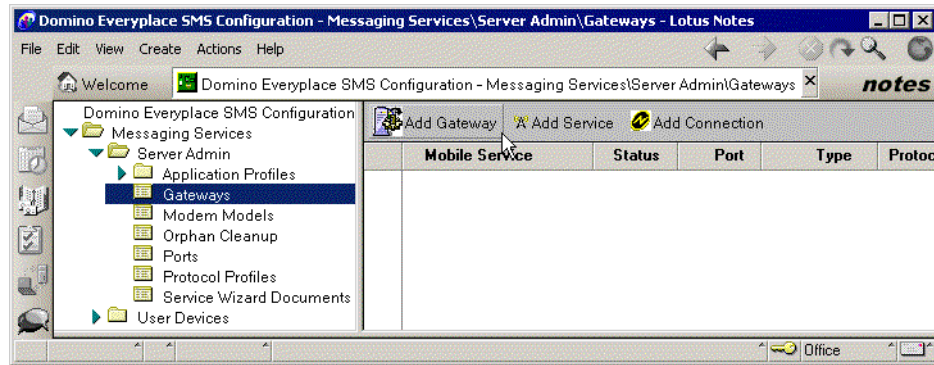 Domino Everyplace SMS Configuration - Messaging Services\Server Admin\Gateways - Lotus Notes
File Edit View Create Actions Help
Welcome Domino Everyplace SMS Configuration - Messaging Services\Server Admin\Gateways notes
Domino Everyplace SMS Configuration
Messaging Services
Server Admin
Application Profiles
Gateways
Modem Models
Orphan Cleanup
Ports
Protocol Profiles
Service Wizard Documents
User Devices
Add Gateway Add Service Add Connection
Mobile Service Status Port Type Protoc
Office